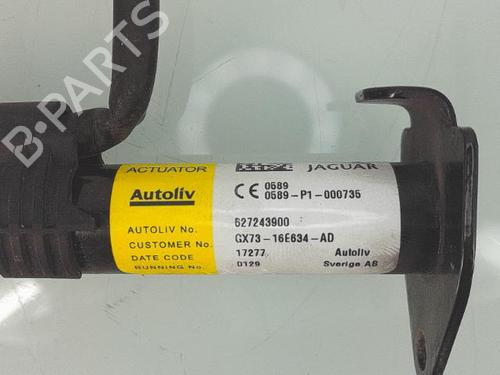 B-PARTS
ACTUATOR
JAGUAR
Autoliv
CE 0589
0589-P1-000735
AUTOLIV No. 627243900
CUSTOMER No. GX73-16E634-AD
DATE CODE 17277 Autoliv
RUNNING No. 0129 Sverige AB